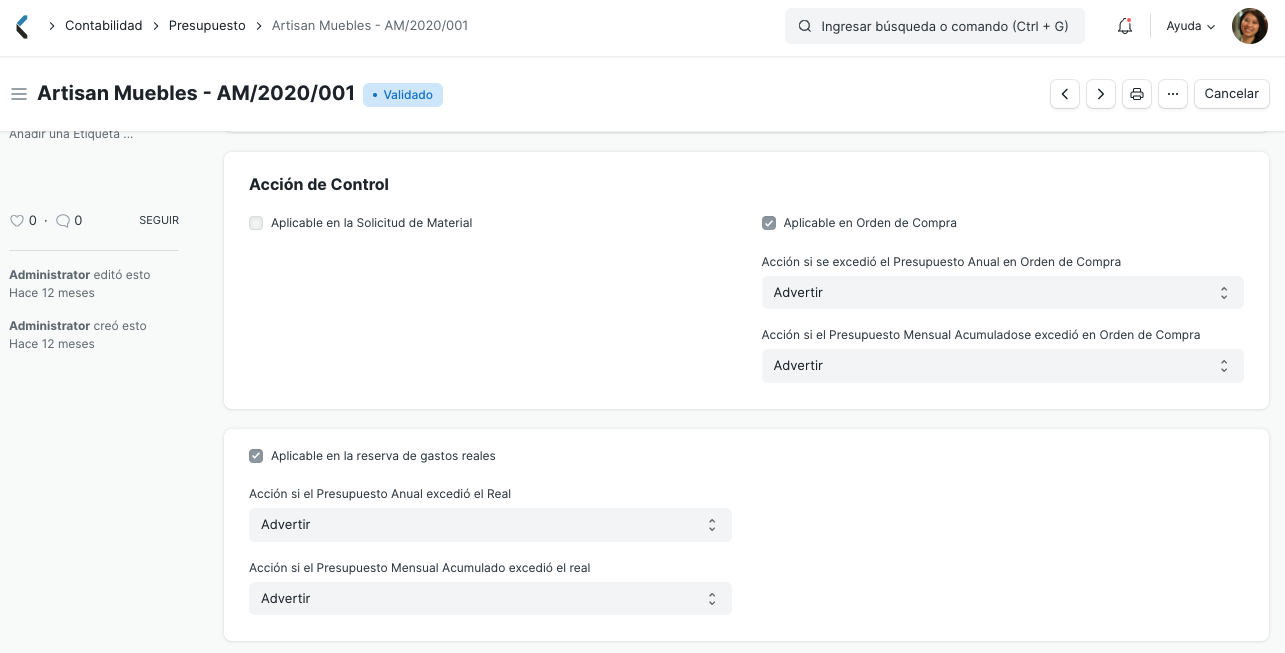 Contabilidad
Presupuesto
Artisan Muebles - AM/2020/001
Ingresar búsqueda o comando (Ctrl + G)
Ayuda
Artisan Muebles - AM/2020/001
Validado
Cancelar
Añadir una Etiqueta ...
0 · 0
SEGUIR
Administrator editó esto
Hace 12 meses
Administrator creó esto
Hace 12 meses
Acción de Control
Aplicable en la Solicitud de Material
Aplicable en Orden de Compra
Acción si se excedió el Presupuesto Anual en Orden de Compra
Advertir
Acción si el Presupuesto Mensual Acumuladose excedió en Orden de Compra
Advertir
Aplicable en la reserva de gastos reales
Acción si el Presupuesto Anual excedió el Real
Advertir
Acción si el Presupuesto Mensual Acumulado excedió el real
Advertir